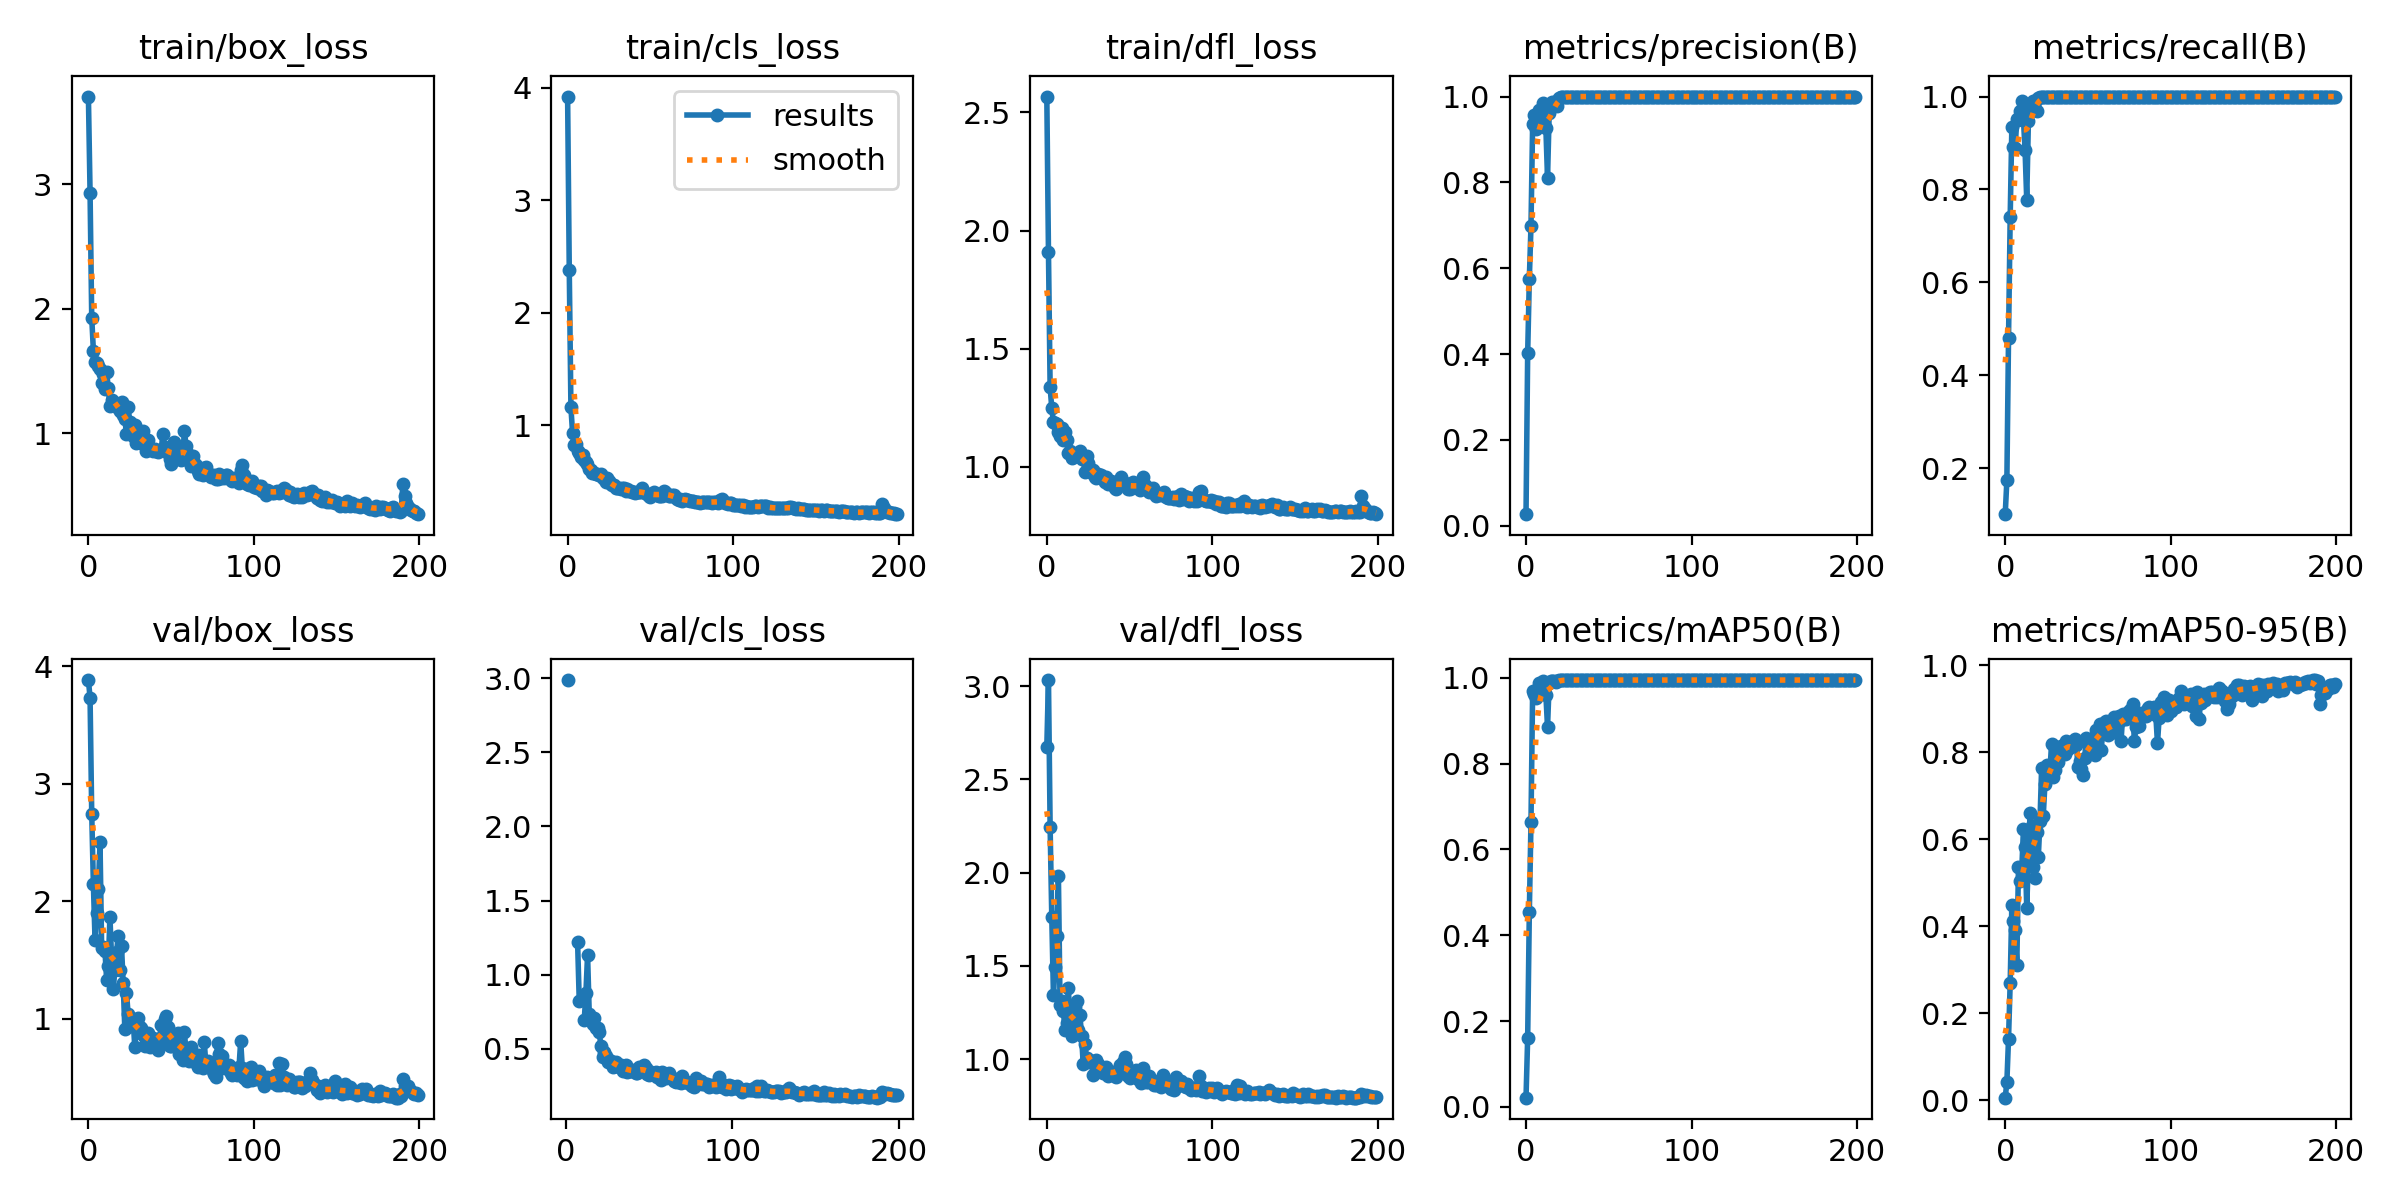 train/box_loss
train/cls_loss
train/dfl_loss
metrics/precision(B)
metrics/recall(B)
3
2
1
0 100 200
4
3
2
1
0 100 200
results
smooth
2.5
2.0
1.5
1.0
0 100 200
1.0
0.8
0.6
0.4
0.2
0.0
0 100 200
1.0
0.8
0.6
0.4
0.2
0 100 200
val/box_loss
val/cls_loss
val/dfl_loss
metrics/mAP50(B)
metrics/mAP50-95(B)
4
3
2
1
0 100 200
3.0
2.5
2.0
1.5
1.0
0.5
0 100 200
3.0
2.5
2.0
1.5
1.0
0 100 200
1.0
0.8
0.6
0.4
0.2
0.0
0 100 200
1.0
0.8
0.6
0.4
0.2
0.0
0 100 200